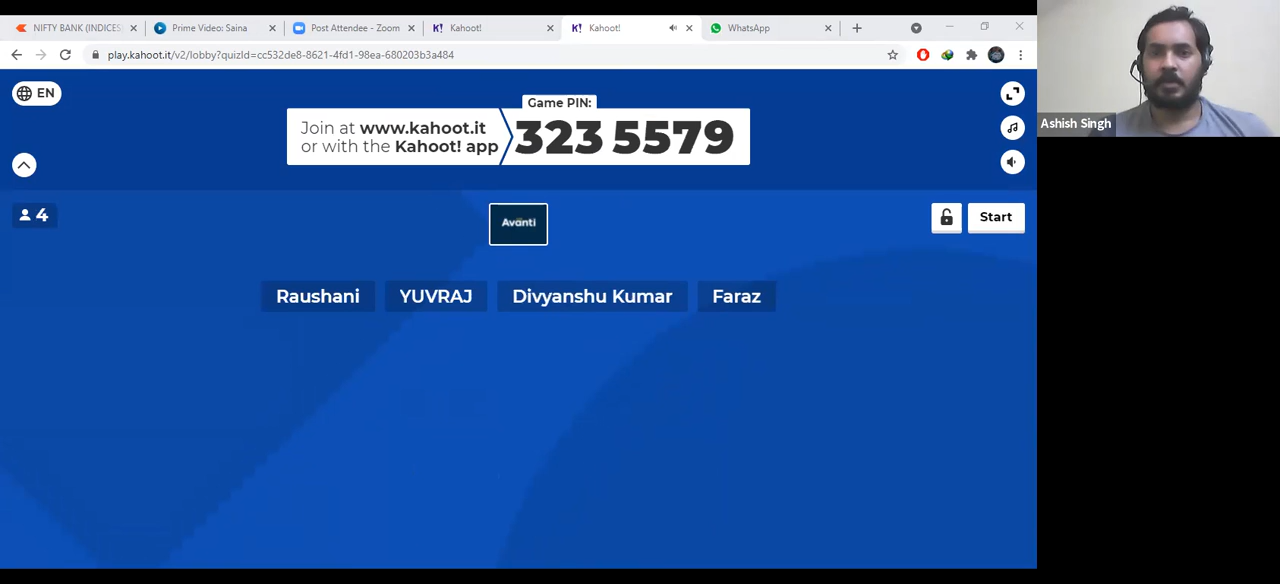 NIFTY BANK (INDICES)
Prime Video: Saina
Post Attendee - Zoom
K! Kahoot!
K! Kahoot!
WhatsApp
play.kahoot.it/v2/lobby?quizId=cc532de8-8621-4fd1-98ea-680203b3a484
Ashish Singh
EN
Game PIN:
Join at www.kahoot.it
or with the Kahoot! app
323 5579
4
Avanti
Start
Raushani YUVRAJ Divyanshu Kumar Faraz